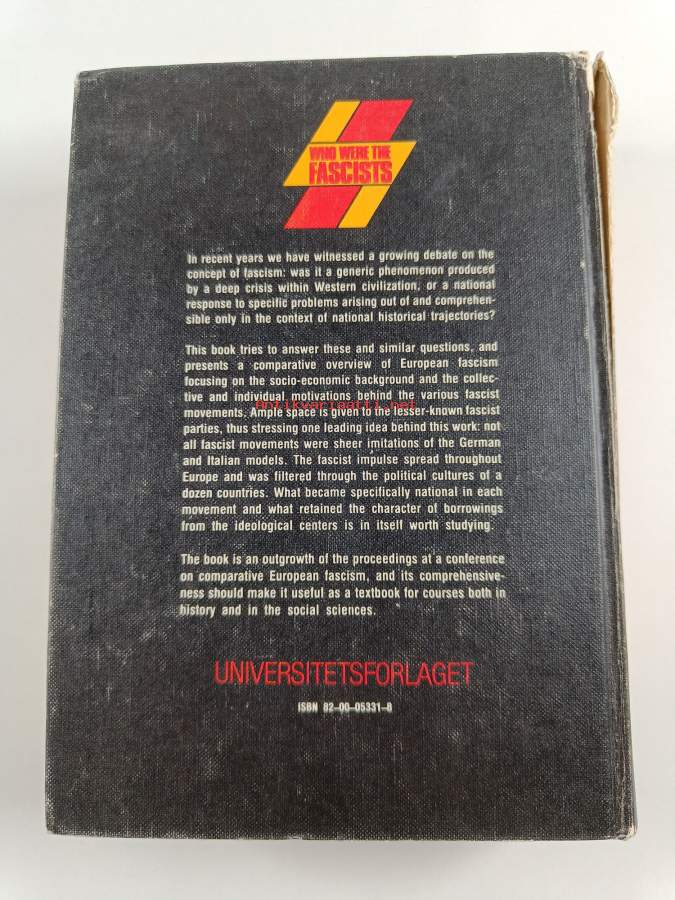 WHO WERE THE
FASCISTS
In recent years we have witnessed a growing debate on the
concept of fascism: was it a generic phenomenon produced
by a deep crisis within Western civilization, or a national
response to specific problems arising out of and comprehen-
sible only in the context of national historical trajectories?
This book tries to answer these and similar questions, and
presents a comparative overview of European fascism
focusing on the socio-economic background and the collec-
tive and individual motivations behind the various fascist
Antikvariaatti.net
movements. Ample space is given to the lesser-known fascist
parties, thus stressing one leading idea behind this work: not
all fascist movements were sheer imitations of the German
and Italian models. The fascist impulse spread throughout
Europe and was filtered through the political cultures of a
dozen countries. What became specifically national in each
movement and what retained the character of borrowings
from the ideological centers is in itself worth studying.
The book is an outgrowth of the proceedings at a conference
on comparative European fascism, and its comprehensive-
ness should make it useful as a textbook for courses both in
history and in the social sciences.
UNIVERSITETSFORLAGET
ISBN 82-00-05331-8